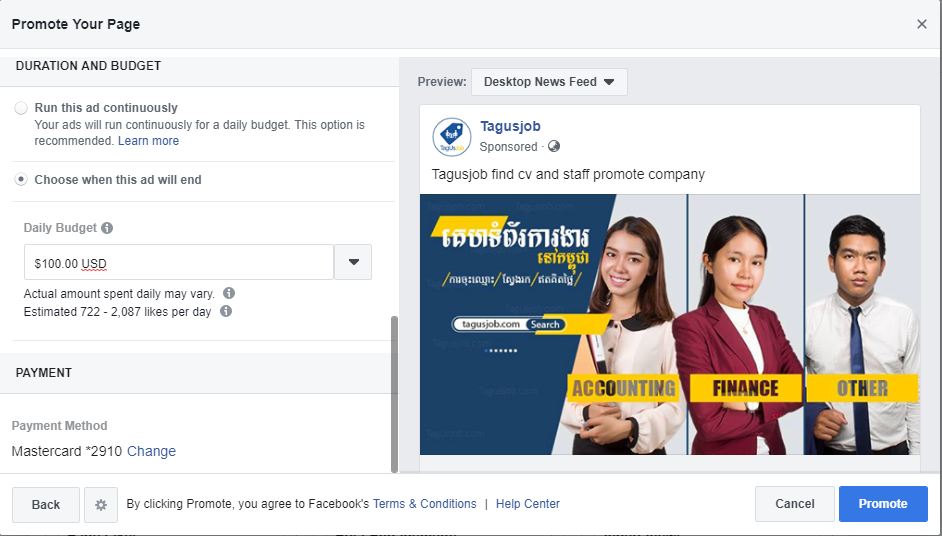 Promote Your Page
DURATION AND BUDGET
Run this ad continuously
Your ads will run continuously for a daily budget. This option is
recommended. Learn more
Choose when this ad will end
Daily Budget
$100.00 USD
Actual amount spent daily may vary.
Estimated 722 - 2,087 likes per day
PAYMENT
Payment Method
Mastercard *2910 Change
Preview:
Desktop News Feed
TagUsJob
Tagusjob
Sponsored ·
Tagusjob find cv and staff promote company
គេហទំព័រការងារ
នៅកម្ពុជា
/ការចុះឈ្មោះ/ស្វែងរក/ឥតគិតថ្លៃ/
tagusjob.com Search
ACCOUNTING
FINANCE
OTHER
Back
By clicking Promote, you agree to Facebook's Terms & Conditions | Help Center
Cancel
Promote